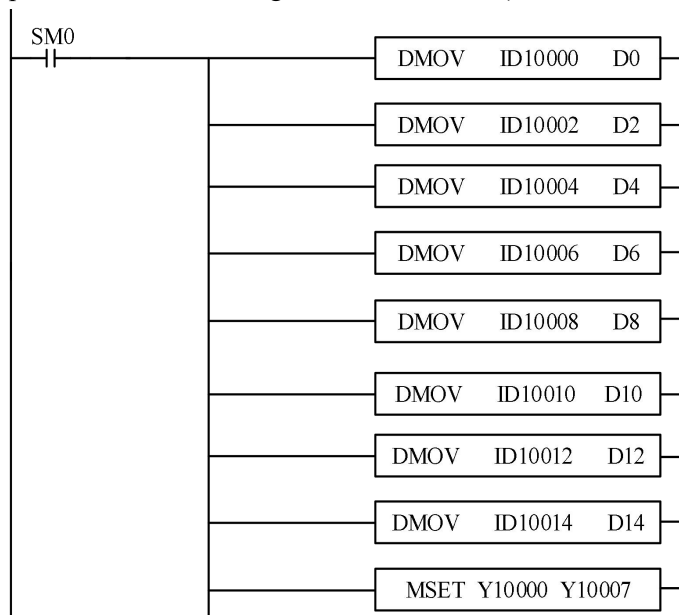 SM0
DMOV ID10000 D0
DMOV ID10002 D2
DMOV ID10004 D4
DMOV ID10006 D6
DMOV ID10008 D8
DMOV ID10010 D10
DMOV ID10012 D12
DMOV ID10014 D14
MSET Y10000 Y10007